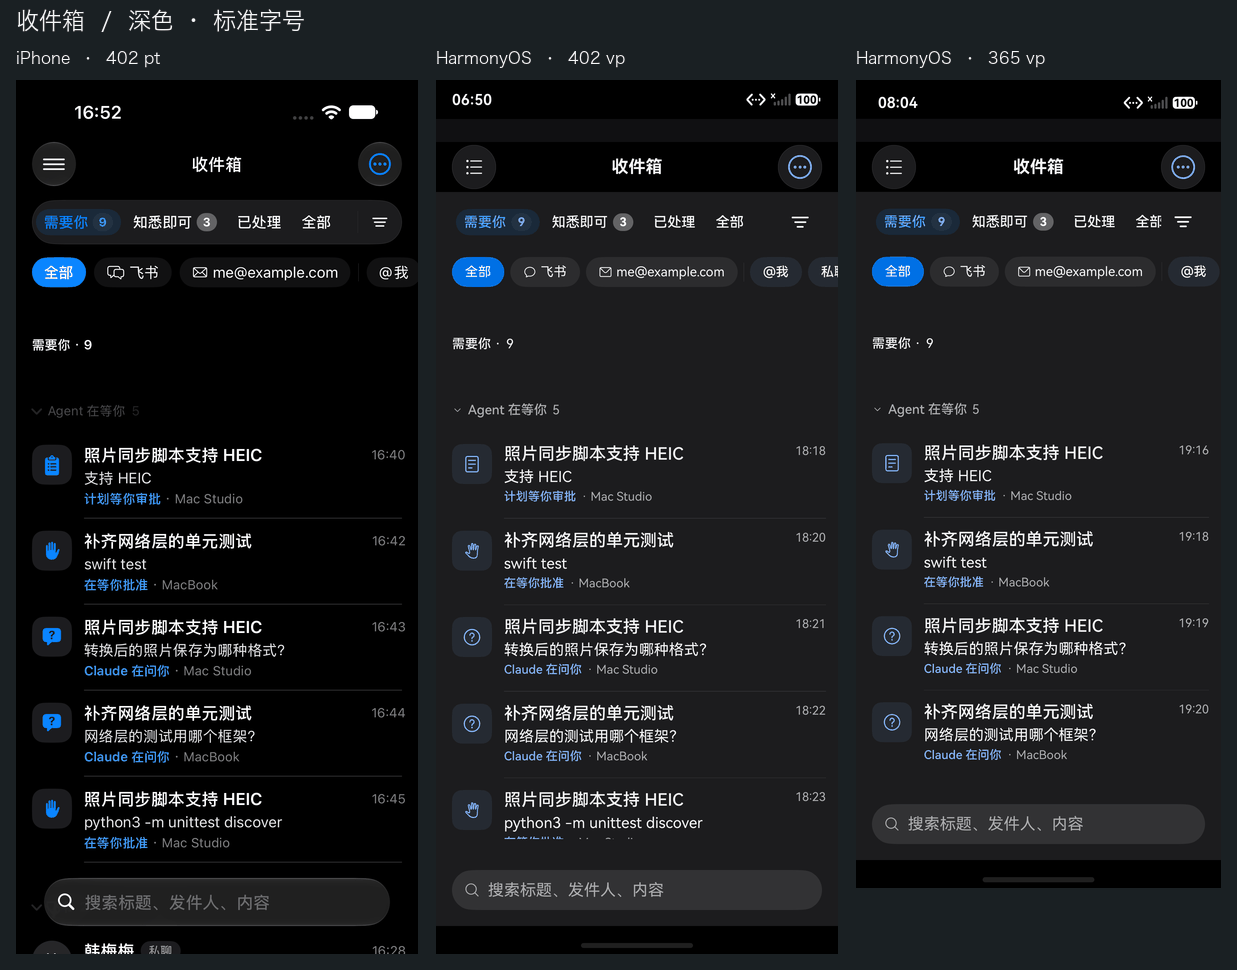 收件箱 / 深色 · 标准字号
iPhone · 402 pt
16:52
收件箱
需要你 9 知悉即可 3 已处理 全部
全部 飞书 me@example.com @我
需要你 · 9
Agent 在等你 5
照片同步脚本支持 HEIC 16:40
支持 HEIC
计划等你审批 · Mac Studio
补齐网络层的单元测试 16:42
swift test
在等你批准 · MacBook
照片同步脚本支持 HEIC 16:43
转换后的照片保存为哪种格式?
Claude 在问你 · Mac Studio
补齐网络层的单元测试 16:44
网络层的测试用哪个框架?
Claude 在问你 · MacBook
照片同步脚本支持 HEIC 16:45
python3 -m unittest discover
在等你批准 · Mac Studio
搜索标题、发件人、内容
韩梅梅 私聊 16:28
HarmonyOS · 402 vp
06:50 100
收件箱
需要你 9 知悉即可 3 已处理 全部
全部 飞书 me@example.com @我 私
需要你 · 9
Agent 在等你 5
照片同步脚本支持 HEIC 18:18
支持 HEIC
计划等你审批 · Mac Studio
补齐网络层的单元测试 18:20
swift test
在等你批准 · MacBook
照片同步脚本支持 HEIC 18:21
转换后的照片保存为哪种格式?
Claude 在问你 · Mac Studio
补齐网络层的单元测试 18:22
网络层的测试用哪个框架?
Claude 在问你 · MacBook
照片同步脚本支持 HEIC 18:23
python3 -m unittest discover
搜索标题、发件人、内容
HarmonyOS · 365 vp
08:04 100
收件箱
需要你 9 知悉即可 3 已处理 全部
全部 飞书 me@example.com @我
需要你 · 9
Agent 在等你 5
照片同步脚本支持 HEIC 19:16
支持 HEIC
计划等你审批 · Mac Studio
补齐网络层的单元测试 19:18
swift test
在等你批准 · MacBook
照片同步脚本支持 HEIC 19:19
转换后的照片保存为哪种格式?
Claude 在问你 · Mac Studio
补齐网络层的单元测试 19:20
网络层的测试用哪个框架?
Claude 在问你 · MacBook
搜索标题、发件人、内容